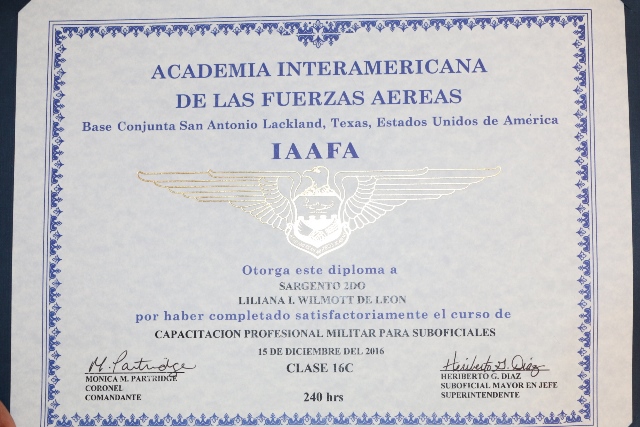 ACADEMIA INTERAMERICANA
DE LAS FUERZAS AEREAS
Base Conjunta San Antonio Lackland, Texas, Estados Unidos de América
IAAFA
Otorga este diploma a
SARGENTO 2DO
LILIANA I. WILMOTT DE LEON
por haber completado satisfactoriamente el curso de
CAPACITACION PROFESIONAL MILITAR PARA SUBOFICIALES
15 DE DICIEMBRE DEL 2016
CLASE 16C
240 hrs
M. Partridge
MONICA M. PARTRIDGE
CORONEL
COMANDANTE
Heriberto G. Diaz
HERIBERTO G. DIAZ
SUBOFICIAL MAYOR EN JEFE
SUPERINTENDENTE